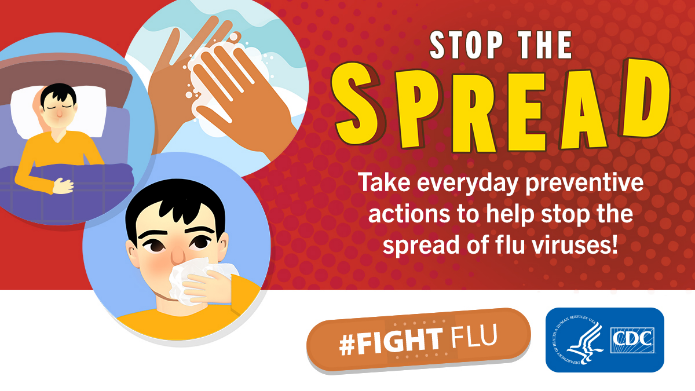 STOP THE
SPREAD
Take everyday preventive
actions to help stop the
spread of flu viruses!
#FIGHT FLU
CDC